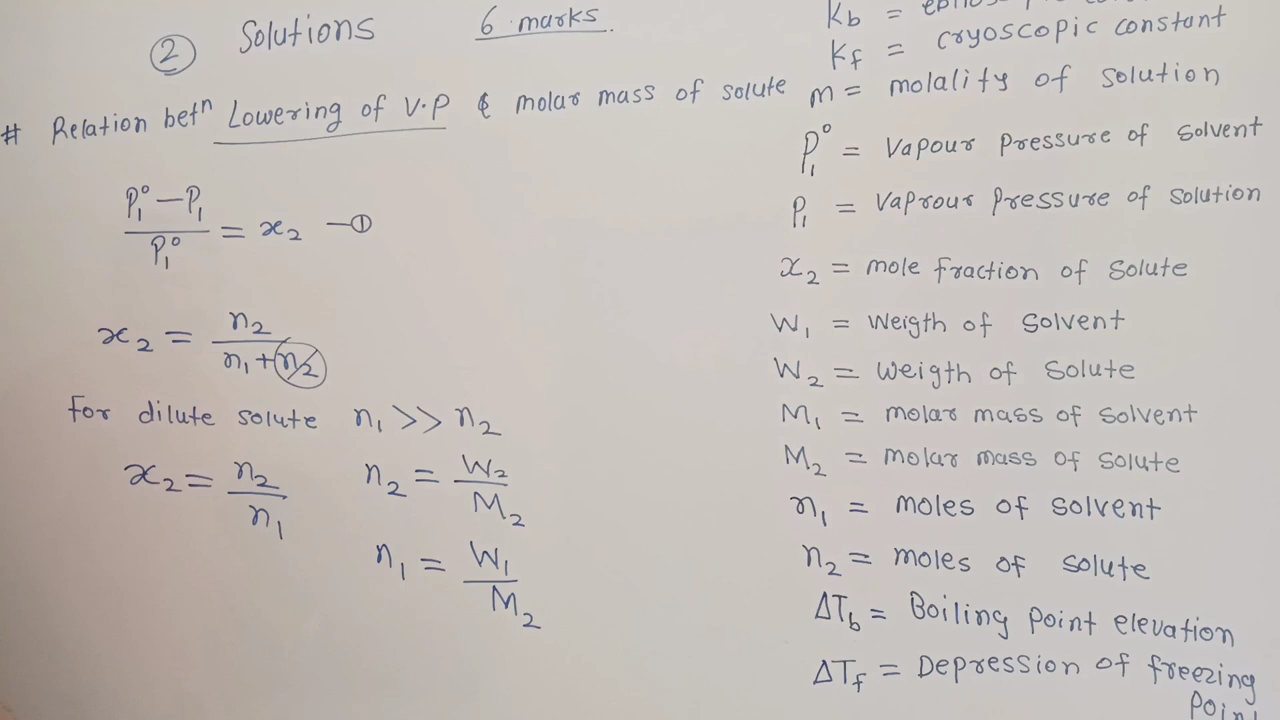 ② Solutions 6 marks
# Relation betⁿ Lowering of V.P & molar mass of solute
P₁⁰ − P₁ / P₁⁰ = x₂ —①
x₂ = n₂ / n₁ + n₂
for dilute solute n₁ >> n₂
x₂ = n₂ / n₁
n₂ = W₂ / M₂
n₁ = W₁ / M₂
Kb =
Kf = cryoscopic constant
m = molality of solution
P₁⁰ = Vapour pressure of solvent
P₁ = Vaprour pressure of solution
x₂ = mole fraction of solute
W₁ = Weigth of solvent
W₂ = Weigth of solute
M₁ = molar mass of solvent
M₂ = molar mass of solute
n₁ = moles of solvent
n₂ = moles of solute
ΔTb = Boiling point elevation
ΔTf = Depression of freezing
Point